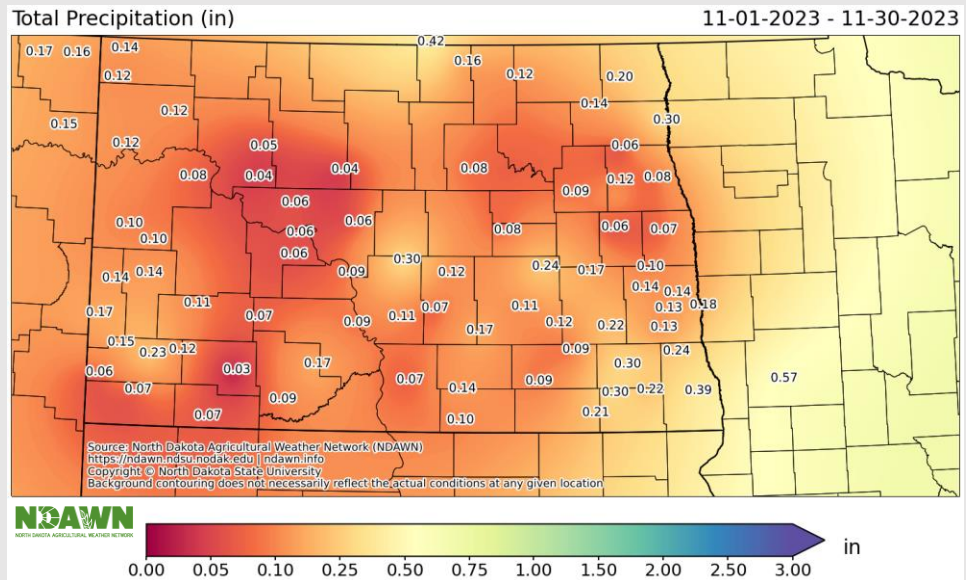 Total Precipitation (in) 11-01-2023 - 11-30-2023
0.42
0.17 0.16 0.14
0.16
0.12 0.12 0.20
0.14
0.12
0.15 0.30
0.12 0.05 0.06
0.08 0.04 0.04 0.08 0.12 0.08
0.09
0.06
0.10 0.06 0.06 0.08 0.06 0.07
0.10 0.06
0.30
0.14 0.14 0.09 0.12 0.24 0.17 0.10
0.14 0.14
0.17 0.11 0.07 0.11 0.13 0.18
0.07 0.09 0.11 0.12 0.22 0.13
0.17
0.15 0.23 0.12 0.09 0.24
0.06 0.03 0.17 0.30
0.07 0.07 0.14 0.09 0.30 0.22 0.39 0.57
0.07 0.09 0.10 0.21
Source: North Dakota Agricultural Weather Network (NDAWN)
https://ndawn.ndsu.nodak.edu | ndawn.info
Copyright © North Dakota State University
Background contouring does not necessarily reflect the actual conditions at any given location
NDAWN
NORTH DAKOTA AGRICULTURAL WEATHER NETWORK
in
0.00 0.05 0.10 0.25 0.50 0.75 1.00 1.50 2.00 2.50 3.00